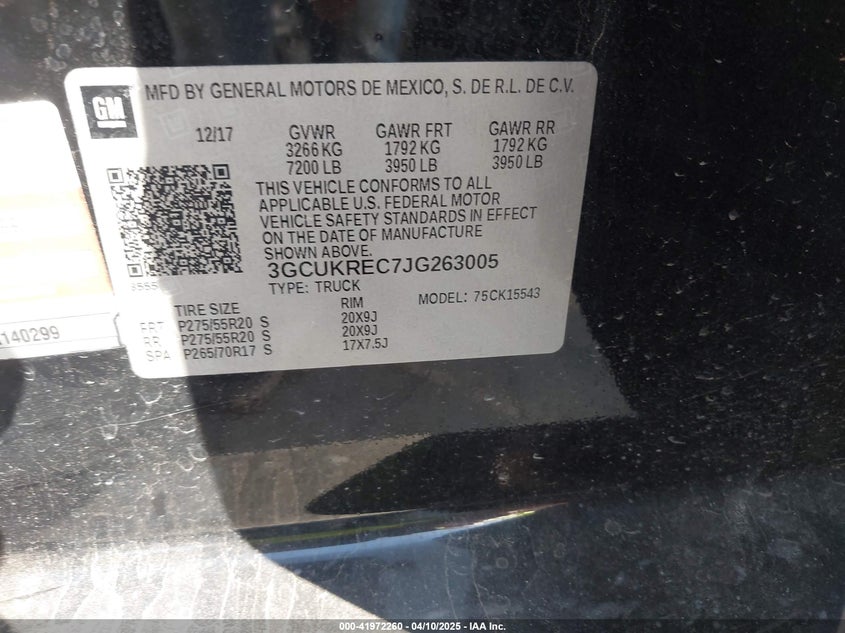 GM
MFD BY GENERAL MOTORS DE MEXICO, S. DE R.L. DE C.V.
12/17 GVWR GAWR FRT GAWR RR
3266 KG 1792 KG 1792 KG
7200 LB 3950 LB 3950 LB
THIS VEHICLE CONFORMS TO ALL
APPLICABLE U.S. FEDERAL MOTOR
VEHICLE SAFETY STANDARDS IN EFFECT
ON THE DATE OF MANUFACTURE
SHOWN ABOVE.
3GCUKREC7JG263005
TYPE: TRUCK MODEL: 75CK15543
TIRE SIZE RIM
FRT P275/55R20 S 20X9J
RR P275/55R20 S 20X9J
SPA P265/70R17 S 17X7.5J
140299
000-41972260 - 04/10/2025 - IAA Inc.